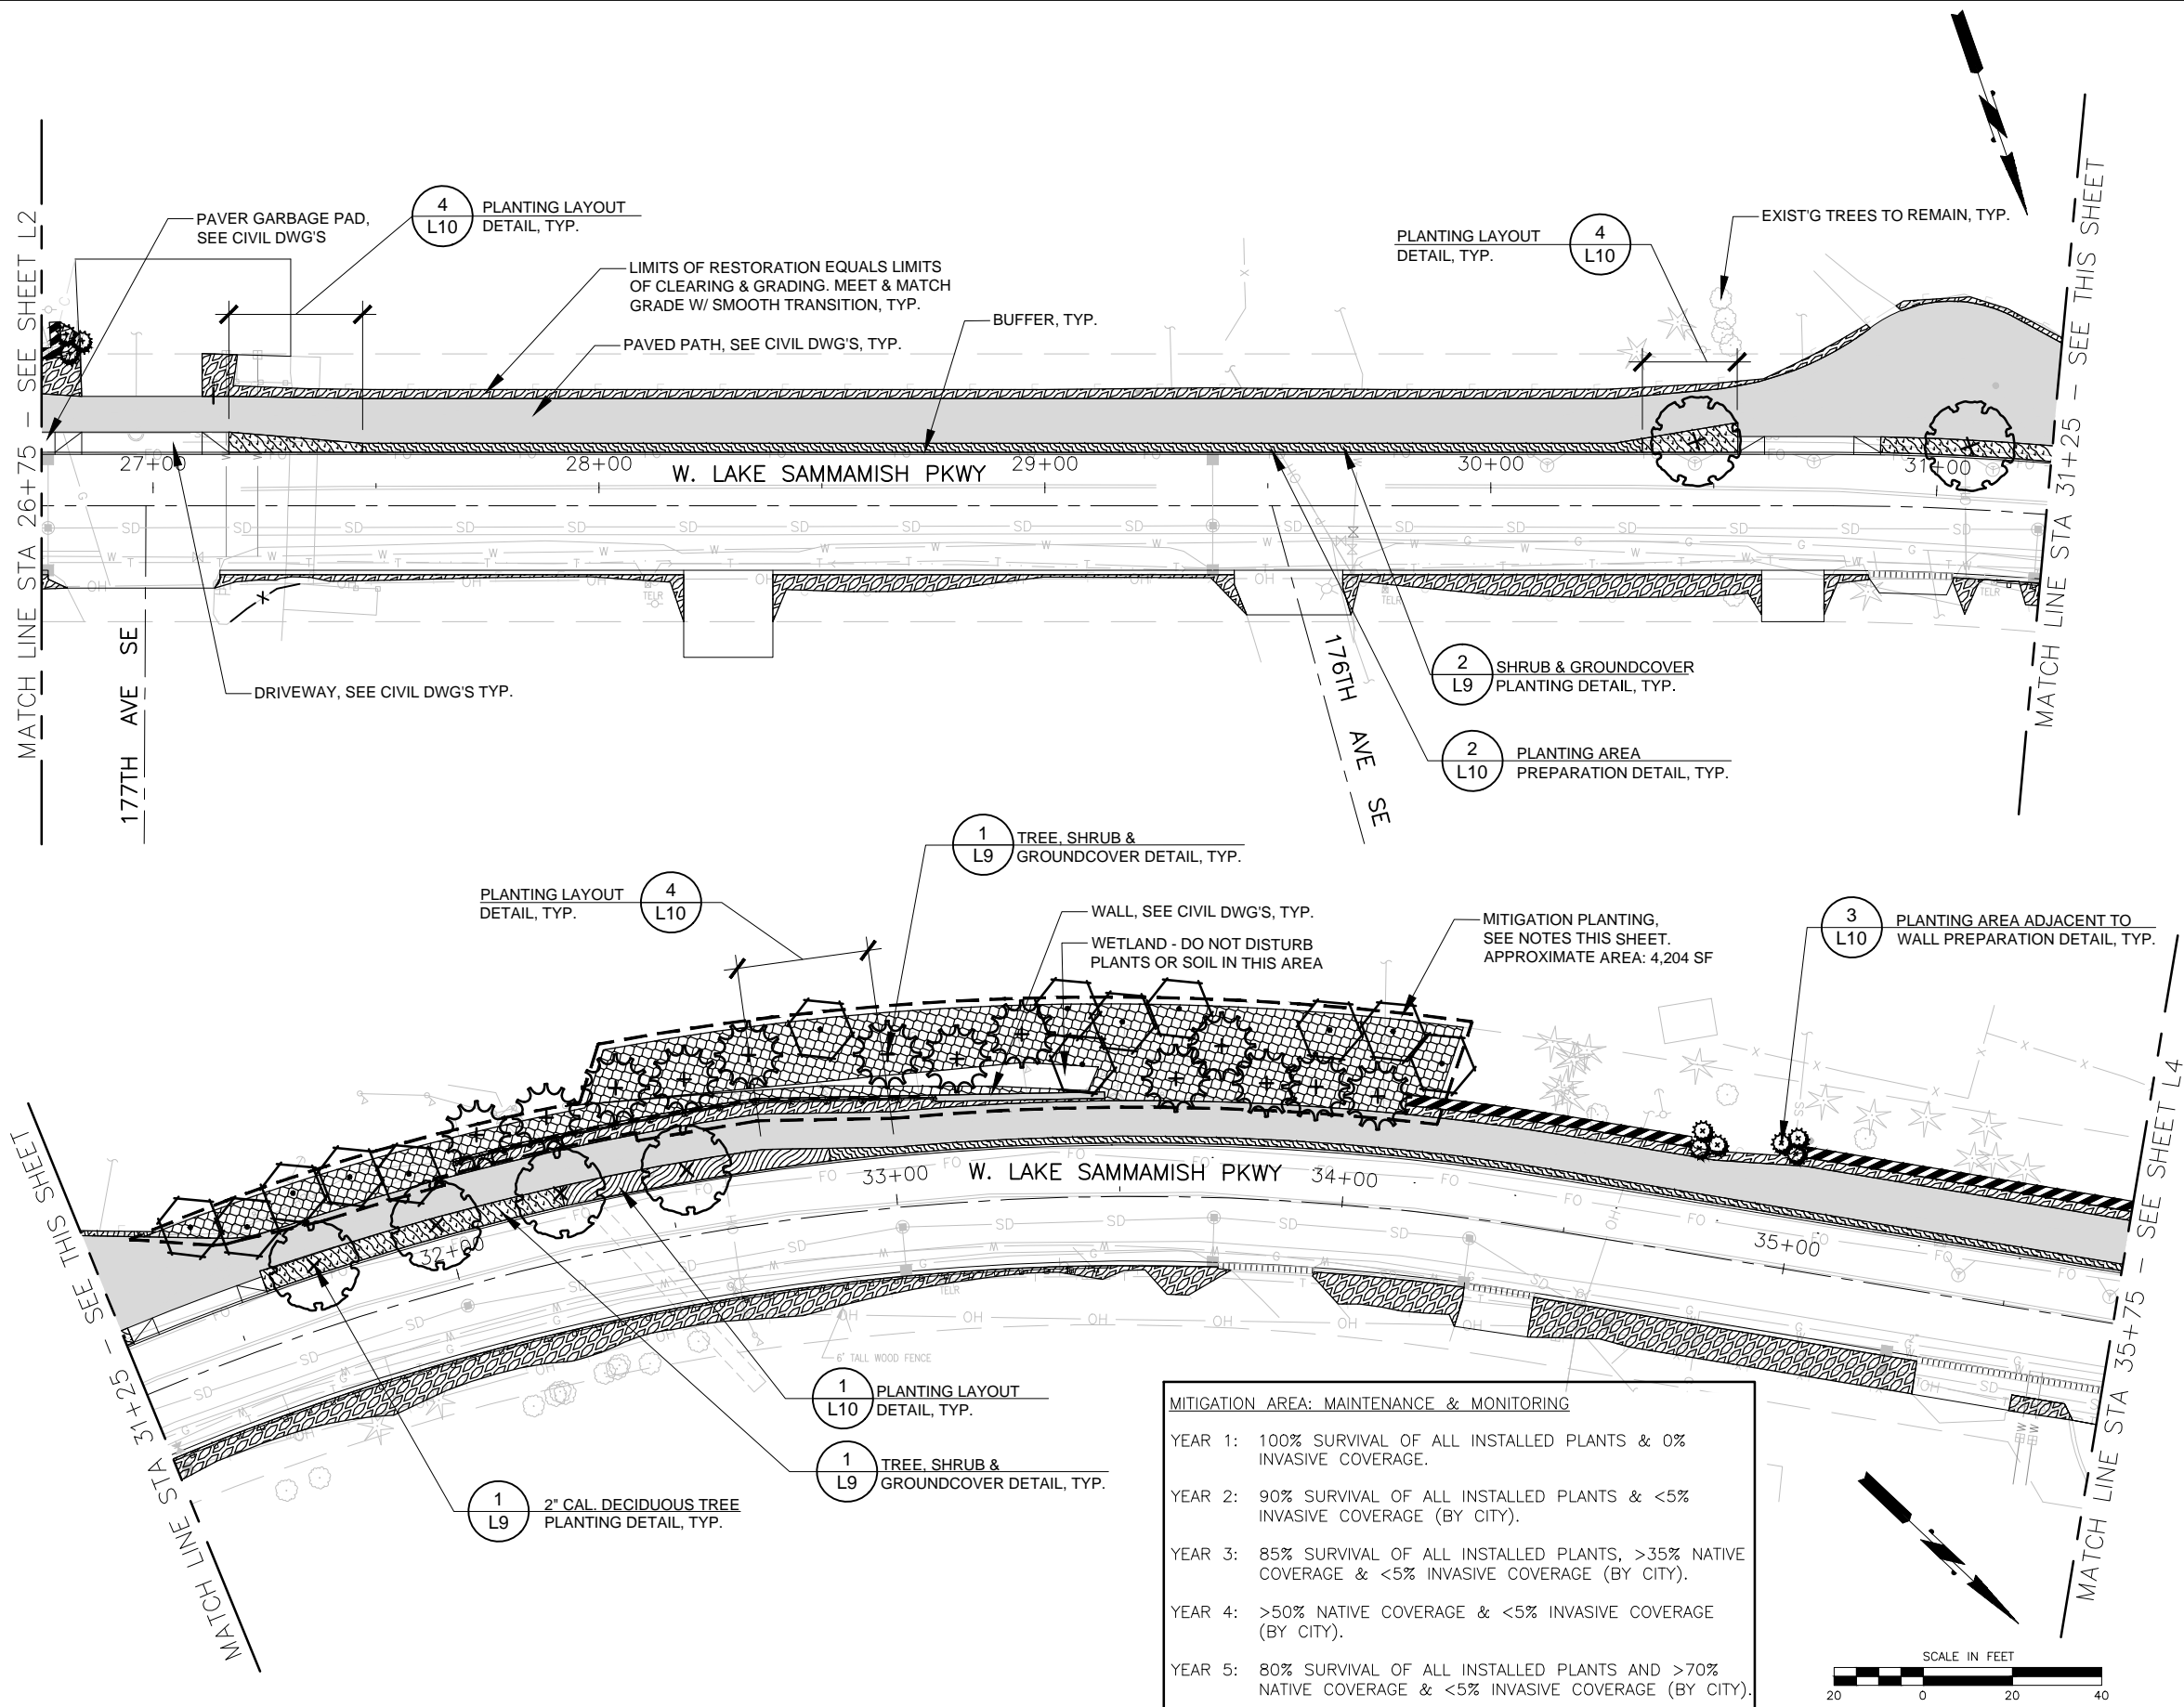 MATCH LINE STA 26+75 - SEE SHEET L2
PAVER GARBAGE PAD,
SEE CIVIL DWG'S
4
L10
PLANTING LAYOUT
DETAIL, TYP.
LIMITS OF RESTORATION EQUALS LIMITS
OF CLEARING & GRADING. MEET & MATCH
GRADE W/ SMOOTH TRANSITION, TYP.
PAVED PATH, SEE CIVIL DWG'S, TYP.
BUFFER, TYP.
PLANTING LAYOUT
DETAIL, TYP.
4
L10
EXIST'G TREES TO REMAIN, TYP.
MATCH LINE STA 31+25 - SEE THIS SHEET
27+00
28+00
29+00
30+00
31+00
W. LAKE SAMMAMISH PKWY
177TH AVE SE
176TH AVE SE
DRIVEWAY, SEE CIVIL DWG'S TYP.
2
L9
SHRUB & GROUNDCOVER
PLANTING DETAIL, TYP.
2
L10
PLANTING AREA
PREPARATION DETAIL, TYP.
1
L9
TREE, SHRUB &
GROUNDCOVER DETAIL, TYP.
PLANTING LAYOUT
DETAIL, TYP.
4
L10
WALL, SEE CIVIL DWG'S, TYP.
WETLAND - DO NOT DISTURB
PLANTS OR SOIL IN THIS AREA
MITIGATION PLANTING,
SEE NOTES THIS SHEET.
APPROXIMATE AREA: 4,204 SF
3
L10
PLANTING AREA ADJACENT TO
WALL PREPARATION DETAIL, TYP.
MATCH LINE STA 31+25 - SEE THIS SHEET
32+00
33+00
W. LAKE SAMMAMISH PKWY
34+00
35+00
MATCH LINE STA 35+75 - SEE SHEET L4
6' TALL WOOD FENCE
1
L10
PLANTING LAYOUT
DETAIL, TYP.
1
L9
TREE, SHRUB &
GROUNDCOVER DETAIL, TYP.
1
L9
2" CAL. DECIDUOUS TREE
PLANTING DETAIL, TYP.
MITIGATION AREA: MAINTENANCE & MONITORING
YEAR 1: 100% SURVIVAL OF ALL INSTALLED PLANTS & 0%
INVASIVE COVERAGE.
YEAR 2: 90% SURVIVAL OF ALL INSTALLED PLANTS & <5%
INVASIVE COVERAGE (BY CITY).
YEAR 3: 85% SURVIVAL OF ALL INSTALLED PLANTS, >35% NATIVE
COVERAGE & <5% INVASIVE COVERAGE (BY CITY).
YEAR 4: >50% NATIVE COVERAGE & <5% INVASIVE COVERAGE
(BY CITY).
YEAR 5: 80% SURVIVAL OF ALL INSTALLED PLANTS AND >70%
NATIVE COVERAGE & <5% INVASIVE COVERAGE (BY CITY).
SCALE IN FEET
20 0 20 40